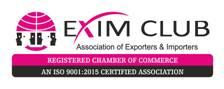 EXIM CLUB
Association of Exporters & Importers
REGISTERED CHAMBER OF COMMERCE
AN ISO 9001:2015 CERTIFIED ASSOCIATION